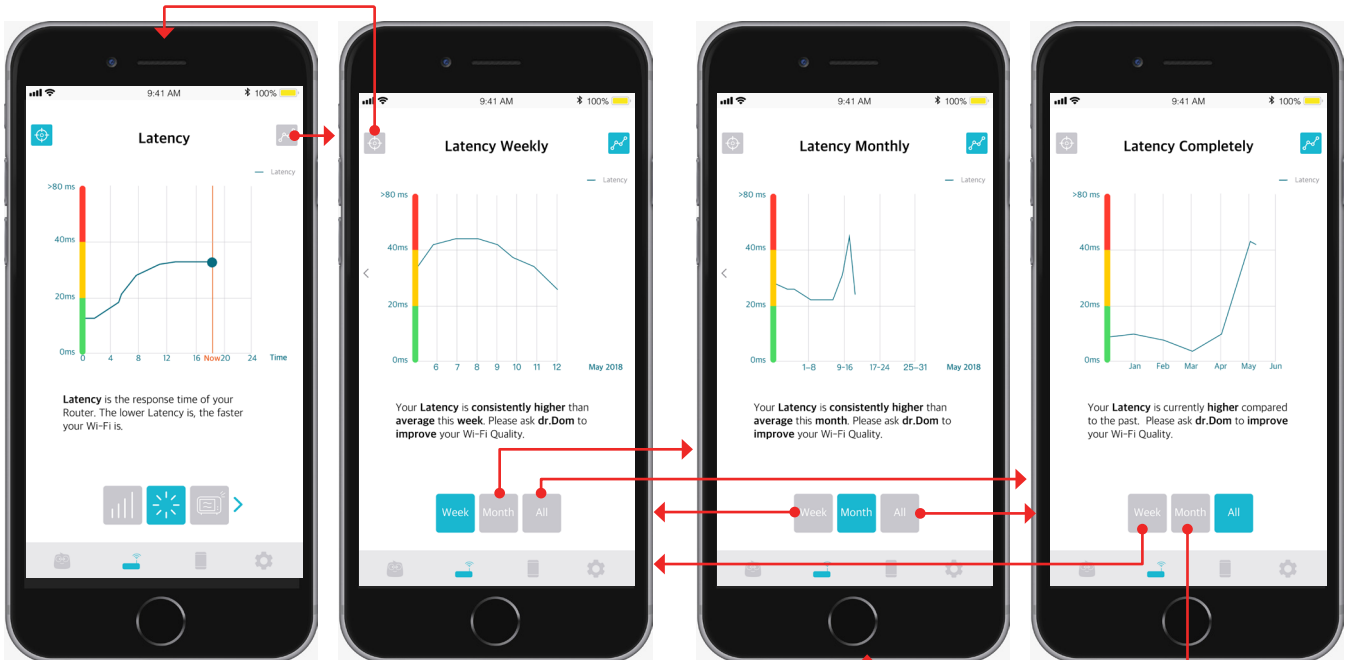 9:41 AM
100%
Latency
Latency
>80 ms
40ms
20ms
0ms
0 4 8 12 16 Now 20 24 Time
Latency is the response time of your
Router. The lower Latency is, the faster
your Wi-Fi is.
9:41 AM
100%
Latency Weekly
Latency
>80 ms
40ms
20ms
0ms
6 7 8 9 10 11 12 May 2018
Your Latency is consistently higher than
average this week. Please ask dr.Dom to
improve your Wi-Fi Quality.
Week Month All
9:41 AM
100%
Latency Monthly
Latency
>80 ms
40ms
20ms
0ms
1-8 9-16 17-24 25-31 May 2018
Your Latency is consistently higher than
average this month. Please ask dr.Dom to
improve your Wi-Fi Quality.
Week Month All
9:41 AM
100%
Latency Completely
Latency
>80 ms
40ms
20ms
0ms
Jan Feb Mar Apr May Jun
Your Latency is currently higher compared
to the past. Please ask dr.Dom to improve
your Wi-Fi Quality.
Week Month All